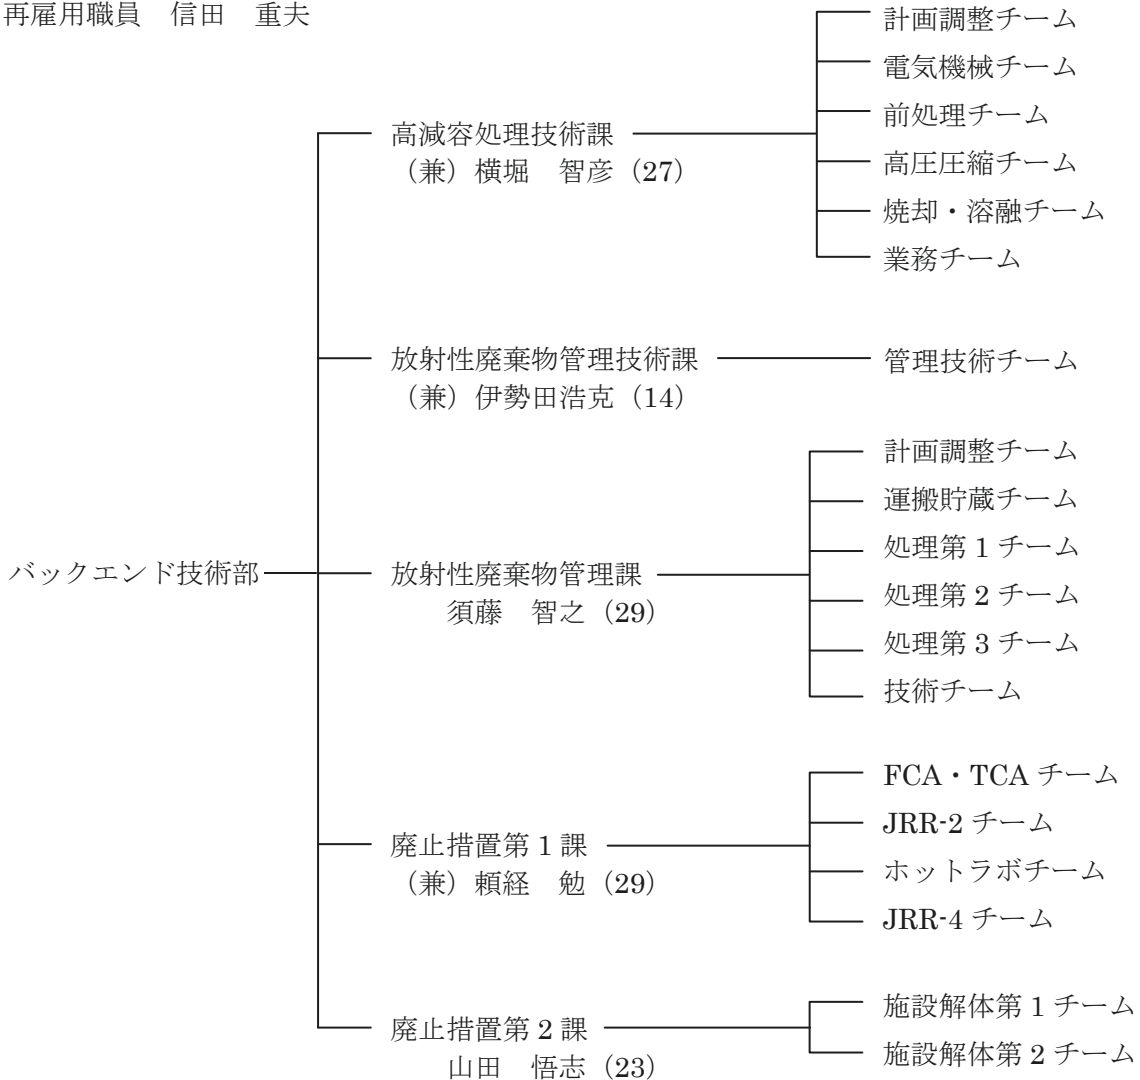 再雇用職員　信田　重夫
バックエンド技術部
高減容処理技術課
（兼）横堀　智彦（27）
計画調整チーム
電気機械チーム
前処理チーム
高圧圧縮チーム
焼却・溶融チーム
業務チーム
放射性廃棄物管理技術課
（兼）伊勢田浩克（14）
管理技術チーム
放射性廃棄物管理課
須藤　智之（29）
計画調整チーム
運搬貯蔵チーム
処理第 1 チーム
処理第 2 チーム
処理第 3 チーム
技術チーム
廃止措置第 1 課
（兼）頼経　勉（29）
FCA・TCA チーム
JRR-2 チーム
ホットラボチーム
JRR-4 チーム
廃止措置第 2 課
山田　悟志（23）
施設解体第 1 チーム
施設解体第 2 チーム